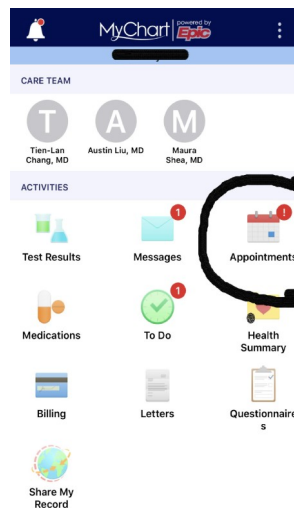 MyChart powered by Epic
CARE TEAM
T A M
Tien-Lan Chang, MD
Austin Liu, MD
Maura Shea, MD
ACTIVITIES
1
!
Test Results
Messages
Appointments
1
Medications
To Do
Health Summary
Billing
Letters
Questionnaire
s
Share My
Record